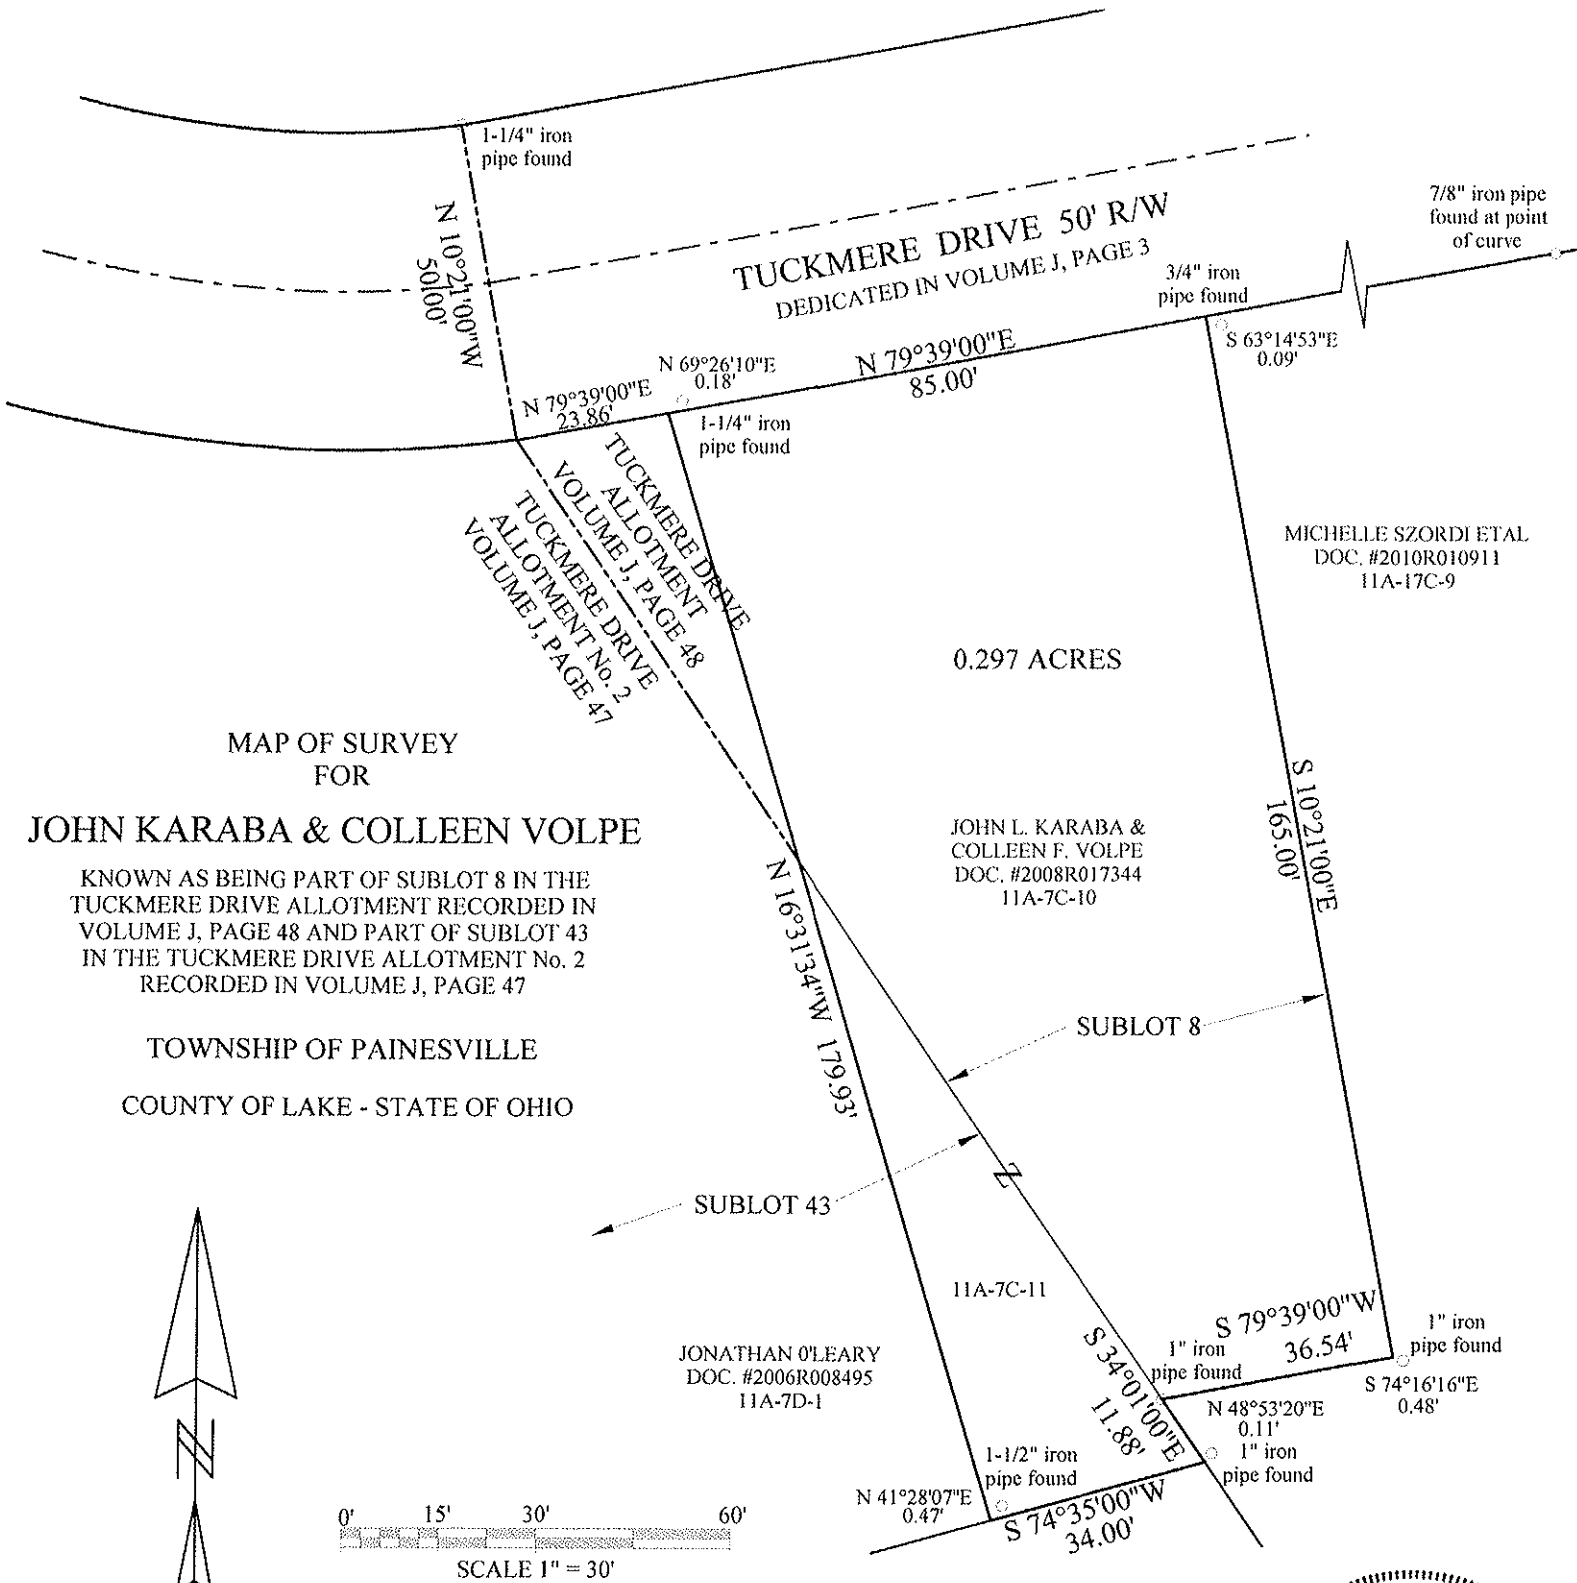 1-1/4" iron
pipe found
N 10°21'00"W
50.00'
TUCKMERE DRIVE 50' R/W
DEDICATED IN VOLUME J, PAGE 3
7/8" iron pipe
found at point
of curve
3/4" iron
pipe found
S 63°14'53"E
0.09'
N 79°39'00"E
85.00'
N 69°26'10"E
0.18'
N 79°39'00"E
23.86'
1-1/4" iron
pipe found
TUCKMERE DRIVE
ALLOTMENT
VOLUME J, PAGE 48
TUCKMERE DRIVE
ALLOTMENT No. 2
VOLUME J, PAGE 47
MICHELLE SZORDI ETAL
DOC. #2010R010911
11A-17C-9
0.297 ACRES
MAP OF SURVEY
FOR
JOHN KARABA & COLLEEN VOLPE
KNOWN AS BEING PART OF SUBLOT 8 IN THE
TUCKMERE DRIVE ALLOTMENT RECORDED IN
VOLUME J, PAGE 48 AND PART OF SUBLOT 43
IN THE TUCKMERE DRIVE ALLOTMENT No. 2
RECORDED IN VOLUME J, PAGE 47
TOWNSHIP OF PAINESVILLE
COUNTY OF LAKE - STATE OF OHIO
JOHN L. KARABA &
COLLEEN F. VOLPE
DOC. #2008R017344
11A-7C-10
S 10°21'00"E
165.00'
N 16°31'34"W 179.93'
SUBLOT 8
SUBLOT 43
11A-7C-11
JONATHAN 0'LEARY
DOC. #2006R008495
11A-7D-1
S 79°39'00"W
36.54'
1" iron
pipe found
1" iron
pipe found
S 74°16'16"E
0.48'
S 34°01'00"E
11.88'
N 48°53'20"E
0.11'
1" iron
pipe found
1-1/2" iron
pipe found
N 41°28'07"E
0.47'
S 74°35'00"W
34.00'
N
0' 15' 30' 60'
SCALE 1" = 30'